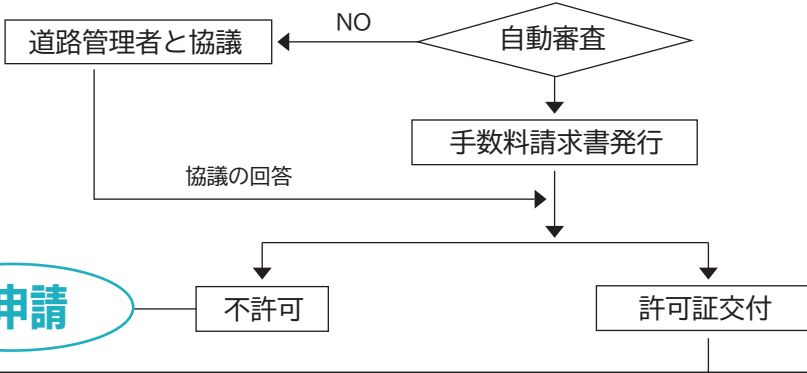 道路管理者と協議
NO
自動審査
手数料請求書発行
協議の回答
申請
不許可
許可証交付